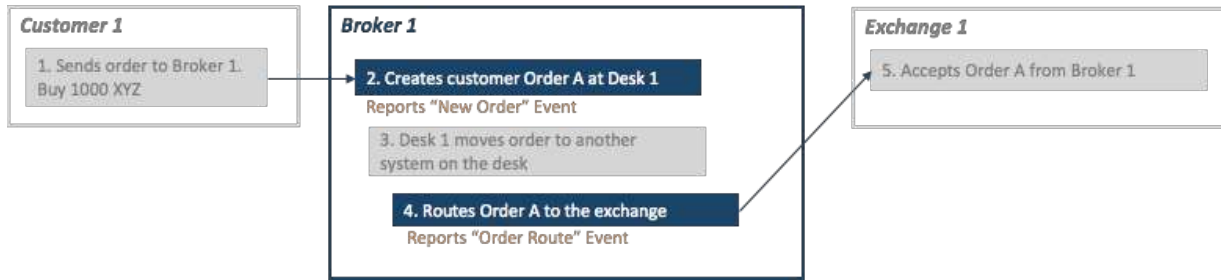 Customer 1
1. Sends order to Broker 1.
Buy 1000 XYZ
Broker 1
2. Creates customer Order A at Desk 1
Reports “New Order” Event
3. Desk 1 moves order to another
system on the desk
4. Routes Order A to the exchange
Reports “Order Route” Event
Exchange 1
5. Accepts Order A from Broker 1